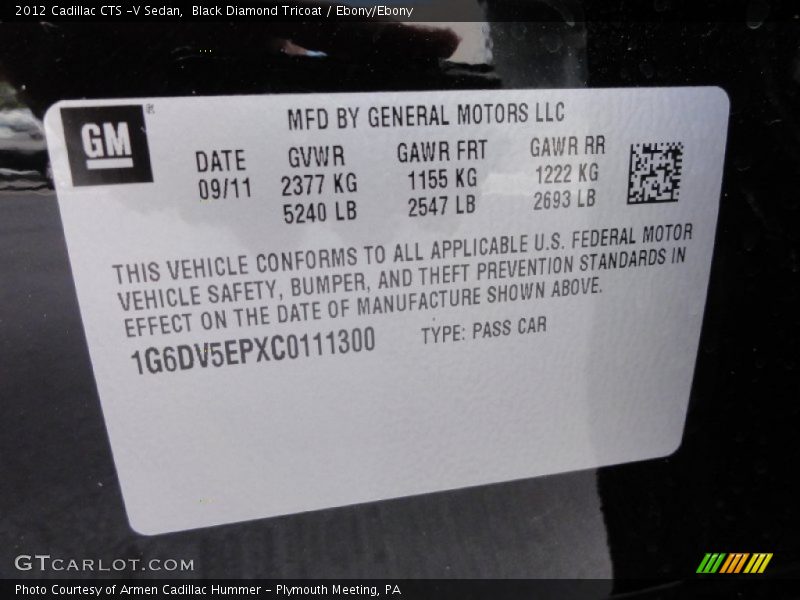 2012 Cadillac CTS -V Sedan, Black Diamond Tricoat / Ebony/Ebony
GM
MFD BY GENERAL MOTORS LLC
DATE GVWR GAWR FRT GAWR RR
09/11 2377 KG 1155 KG 1222 KG
5240 LB 2547 LB 2693 LB
THIS VEHICLE CONFORMS TO ALL APPLICABLE U.S. FEDERAL MOTOR
VEHICLE SAFETY, BUMPER, AND THEFT PREVENTION STANDARDS IN
EFFECT ON THE DATE OF MANUFACTURE SHOWN ABOVE.
1G6DV5EPXC0111300 TYPE: PASS CAR
GTCARLOT.COM
Photo Courtesy of Armen Cadillac Hummer - Plymouth Meeting, PA